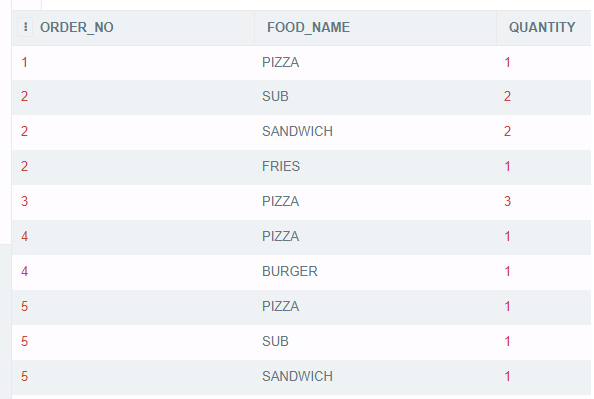 ORDER_NO FOOD_NAME QUANTITY
1 PIZZA 1
2 SUB 2
2 SANDWICH 2
2 FRIES 1
3 PIZZA 3
4 PIZZA 1
4 BURGER 1
5 PIZZA 1
5 SUB 1
5 SANDWICH 1